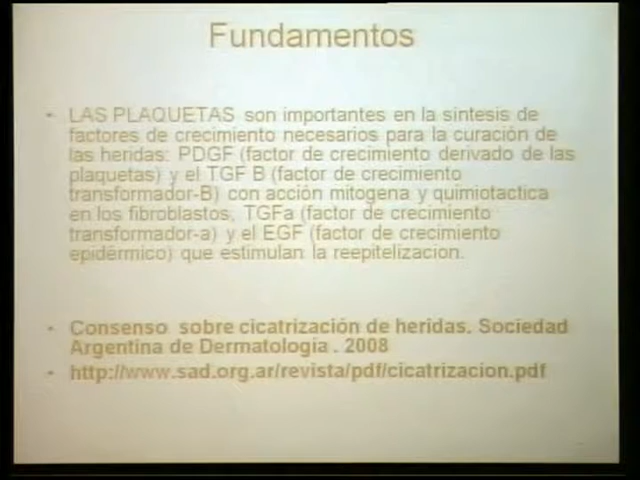 Fundamentos
• LAS PLAQUETAS son importantes en la sintesis de
factores de crecimiento necesarios para la curación de
las heridas: PDGF (factor de crecimiento derivado de las
plaquetas) y el TGF B (factor de crecimiento
transformador-B) con acción mitogena y quimiotactica
en los fibroblastos, TGFa (factor de crecimiento
transformador-a) y el EGF (factor de crecimiento
epidérmico) que estimulan la reepitelizacion.
• Consenso sobre cicatrización de heridas. Sociedad
Argentina de Dermatologia . 2008
• http://www.sad.org.ar/revista/pdf/cicatrizacion.pdf